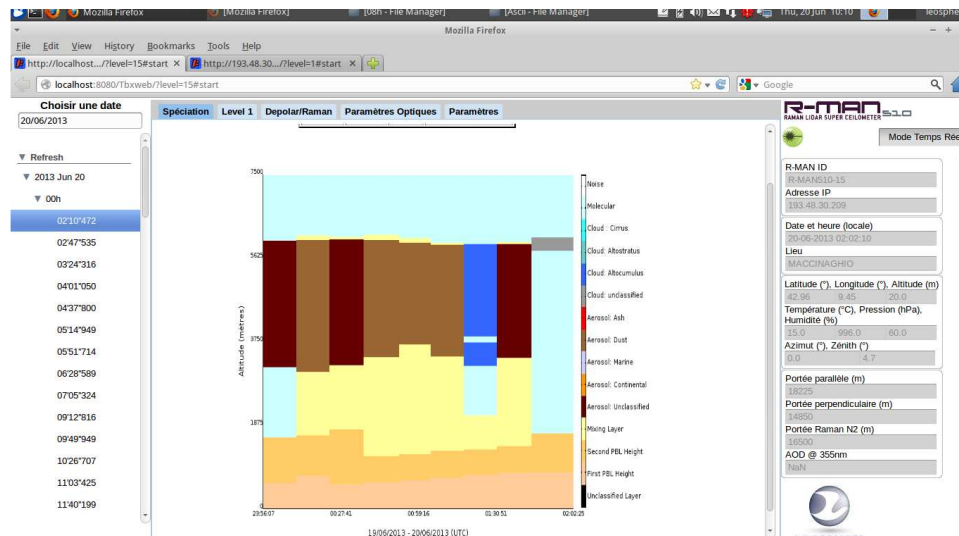 Mozilla Firefox
[Mozilla Firefox]
[08h - File Manager]
[Ascii - File Manager]
Thu, 20 Jun 10:10
leosphe
Mozilla Firefox
File Edit View History Bookmarks Tools Help
http://localhost.../?level=15#start
http://193.48.30.../?level=1#start
localhost:8080/Tbxweb/?level=15#start
Google
Choisir une date
20/06/2013
Refresh
2013 Jun 20
00h
02'10"472
02'47"535
03'24"316
04'01"050
04'37"800
05'14"949
05'51"714
06'28"589
07'05"324
09'12"816
09'49"949
10'26"707
11'03"425
11'40"199
Spéciation Level 1 Depolar/Raman Paramètres Optiques Paramètres
7500
5625
3750
1875
0
Altitude (mètres)
23:56:07 00:27:41 00:59:16 01:30:51 02:02:25
19/06/2013 - 20/06/2013 (UTC)
Noise
Molecular
Cloud : Cirrus
Cloud: Altostratus
Cloud: Altocumulus
Cloud: unclassified
Aerosol: Ash
Aerosol: Dust
Aerosol: Marine
Aerosol: Continental
Aerosol: Unclassified
Mixing Layer
Second PBL Height
First PBL Height
Unclassified Layer
R-MAN 510
RAMAN LIDAR SUPER CEILOMETER
Mode Temps Rée
R-MAN ID
R-MAN510-15
Adresse IP
193.48.30.209
Date et heure (locale)
20-06-2013 02:02:10
Lieu
MACCINAGHIO
Latitude (°), Longitude (°), Altitude (m)
42.96 9.45 20.0
Température (°C), Pression (hPa),
Humidité (%)
15.0 996.0 60.0
Azimut (°), Zénith (°)
0.0 4.7
Portée parallèle (m)
18225
Portée perpendiculaire (m)
14850
Portée Raman N2 (m)
16500
AOD @ 355nm
NaN